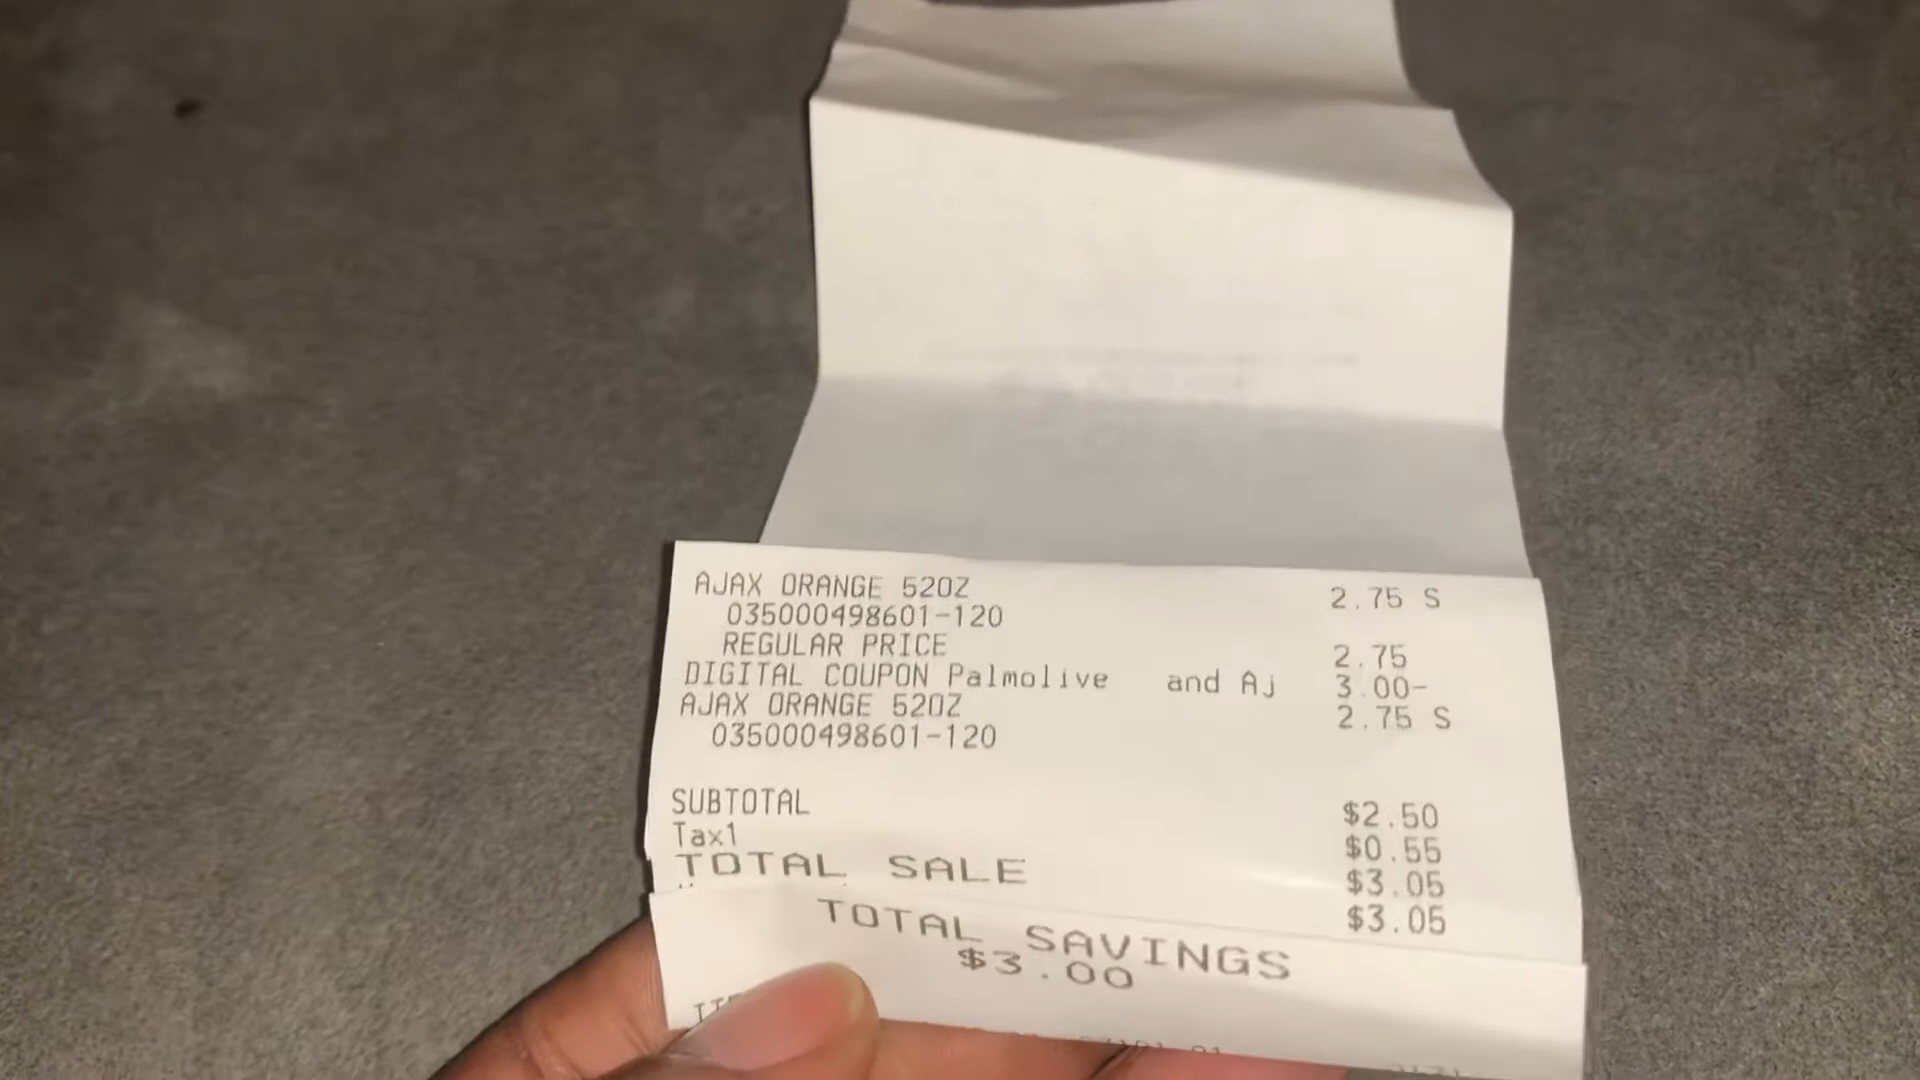 AJAX ORANGE 52OZ 2.75 S
035000498601-120
REGULAR PRICE 2.75
DIGITAL COUPON Palmolive and Aj 3.00-
AJAX ORANGE 52OZ 2.75 S
035000498601-120
SUBTOTAL $2.50
Tax1 $0.55
TOTAL SALE $3.05
$3.05
TOTAL SAVINGS
$3.00